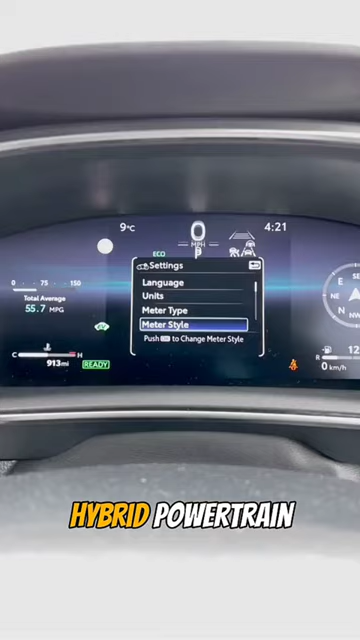 9°C
0
MPH
P
4:21
ECO
Settings
Language
Units
Meter Type
Meter Style
Push OK to Change Meter Style
0 75 150
Total Average
55.7 MPG
C H
913mi
READY
E
NE
N
R
0 km/h
HYBRID POWERTRAIN